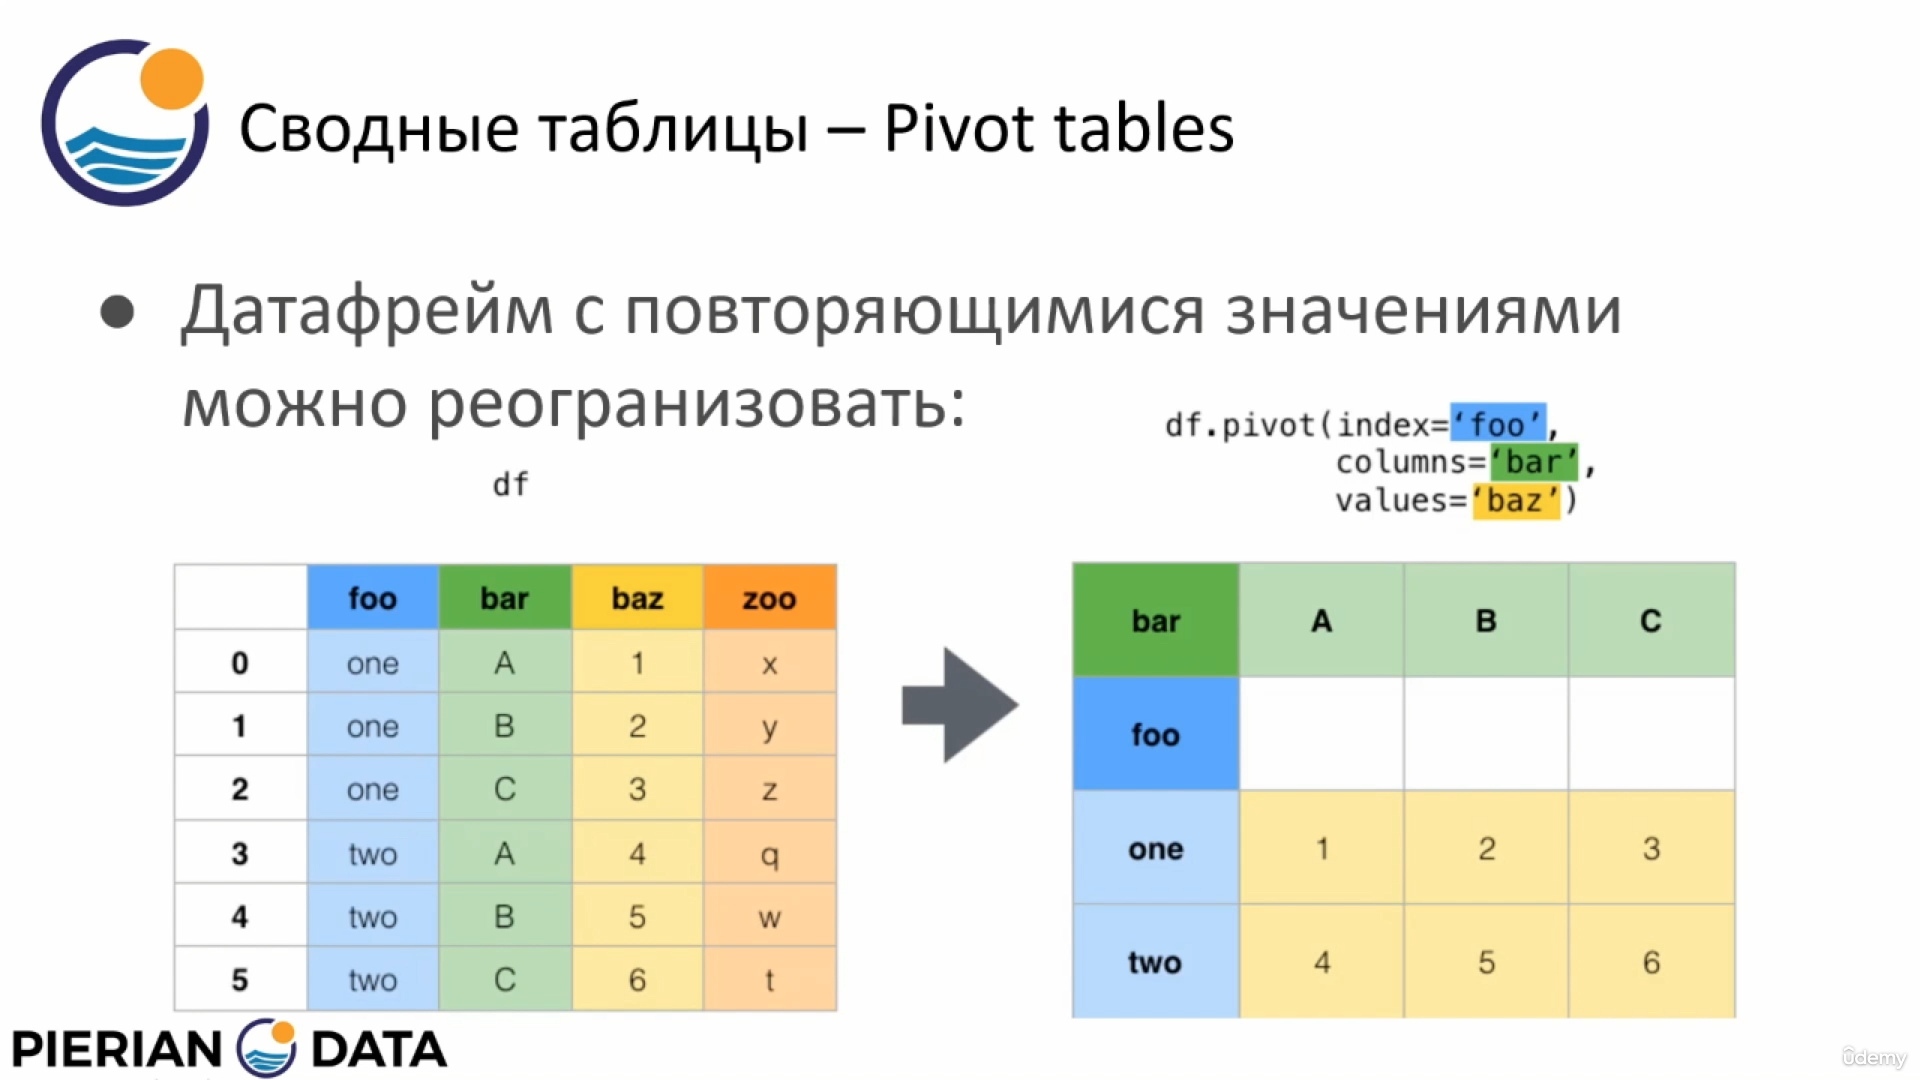 Сводные таблицы – Pivot tables
● Датафрейм с повторяющимися значениями
можно реогранизовать:
df
df.pivot(index=‘foo’,
columns=‘bar’,
values=‘baz’)
foo bar baz zoo
0 one A 1 x
1 one B 2 y
2 one C 3 z
3 two A 4 q
4 two B 5 w
5 two C 6 t
bar A B C
foo
one 1 2 3
two 4 5 6
PIERIAN DATA
ûdemy